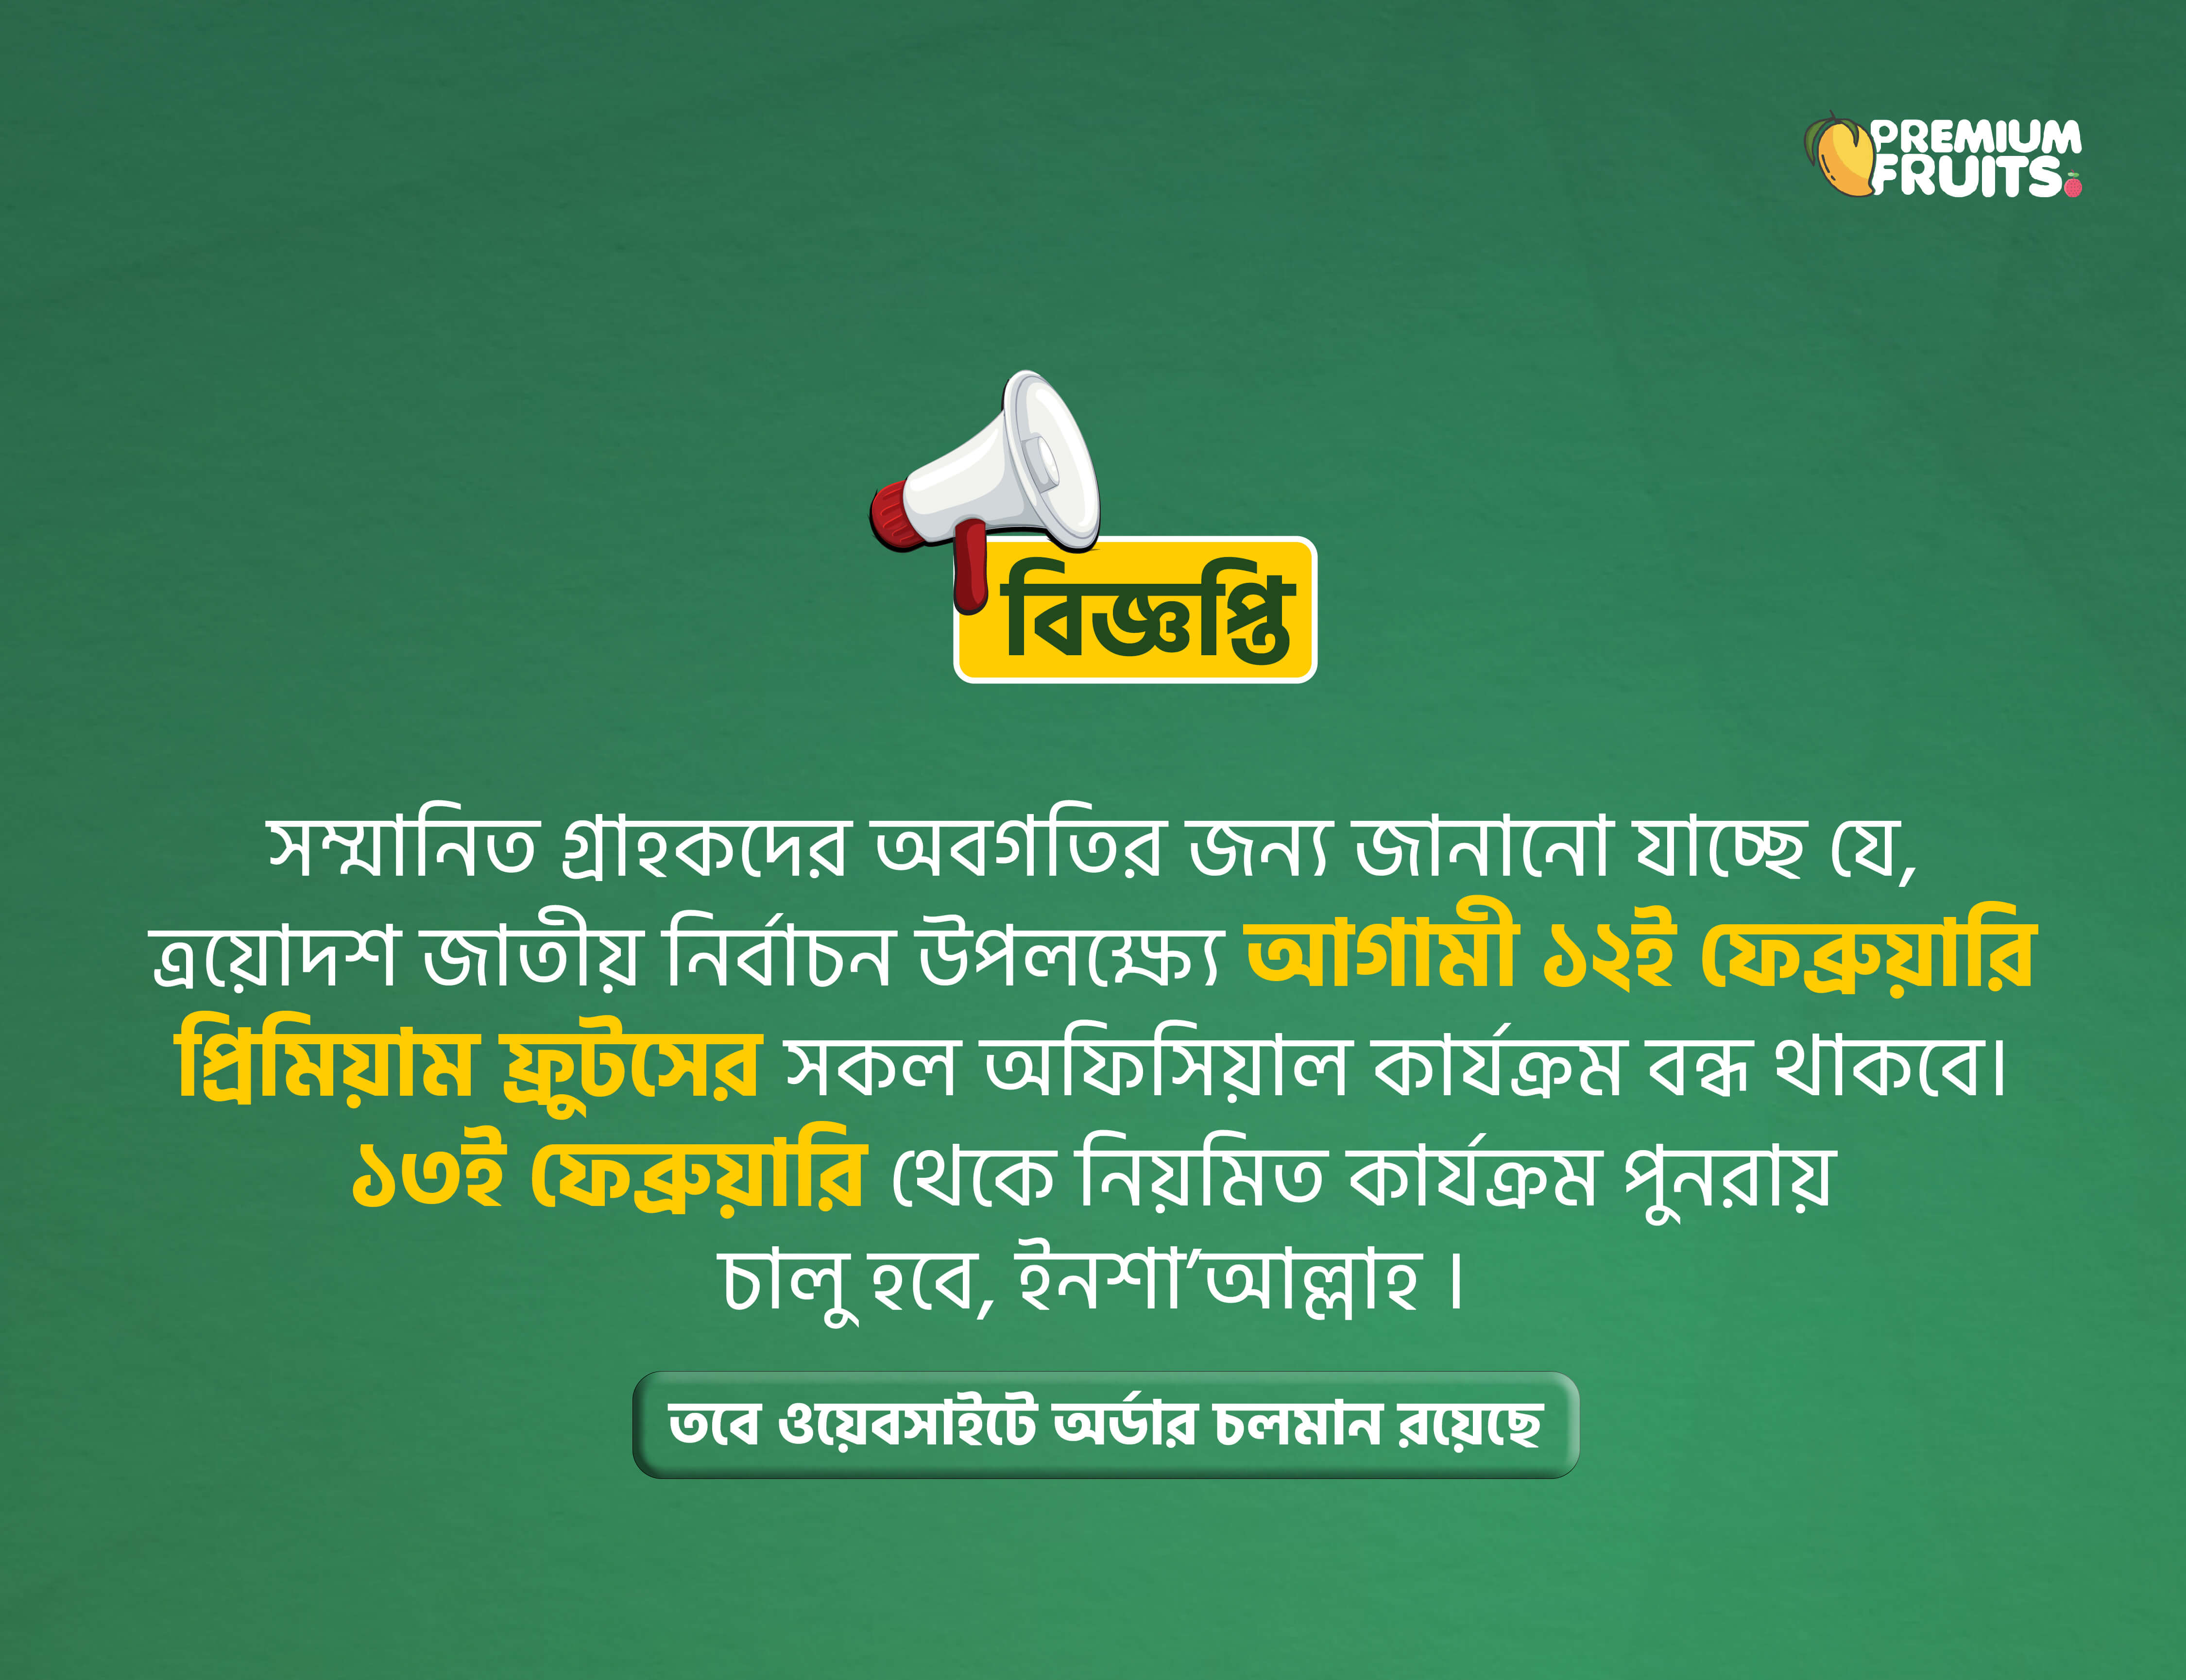 PREMIUM
FRUITS
বিজ্ঞপ্তি
সম্মানিত গ্রাহকদের অবগতির জন্য জানানো যাচ্ছে যে,
ত্রয়োদশ জাতীয় নির্বাচন উপলক্ষ্যে আগামী ১২ই ফেব্রুয়ারি
প্রিমিয়াম ফ্রুটসের সকল অফিসিয়াল কার্যক্রম বন্ধ থাকবে।
১৩ই ফেব্রুয়ারি থেকে নিয়মিত কার্যক্রম পুনরায়
চালু হবে, ইনশা’আল্লাহ ।
তবে ওয়েবসাইটে অর্ডার চলমান রয়েছে